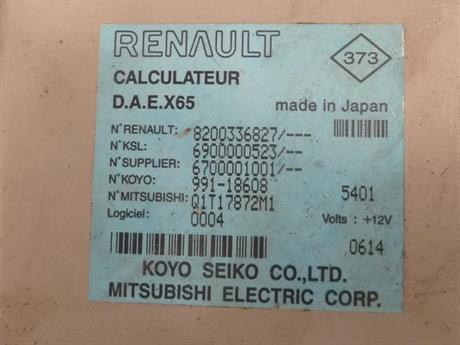 RENAULT
373
CALCULATEUR
D.A.E.X65
made in Japan
N°RENAULT: 8200336827/---
N°KSL: 6900000523/---
N°SUPPLIER: 6700001001/---
N°KOYO: 991-18608
N°MITSUBISHI: Q1T17872M1
5401
Logiciel: 0004
Volts : +12V
0614
KOYO SEIKO CO.,LTD.
MITSUBISHI ELECTRIC CORP.